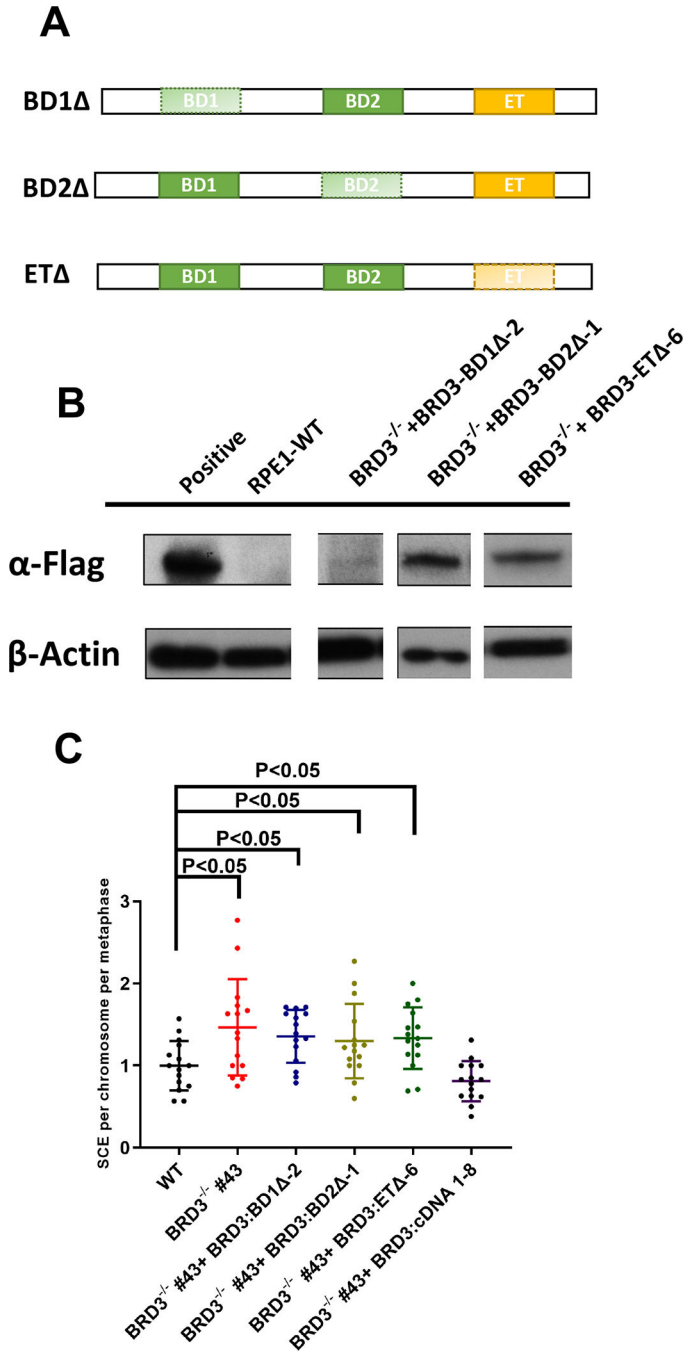 A
BD1Δ BD1 BD2 ET
BD2Δ BD1 BD2 ET
ETΔ BD1 BD2 ET
B
Positive
RPE1-WT
BRD3-/-+BRD3-BD1Δ-2
BRD3-/-+BRD3-BD2Δ-1
BRD3-/-+ BRD3-ETΔ-6
α-Flag
β-Actin
C
P<0.05
P<0.05
P<0.05
P<0.05
SCE per chromosome per metaphase
3
2
1
0
WT
BRD3-/- #43
BRD3-/- #43+ BRD3:BD1Δ-2
BRD3-/- #43+ BRD3:BD2Δ-1
BRD3-/- #43+ BRD3:ETΔ-6
BRD3-/- #43+ BRD3:cDNA 1-8